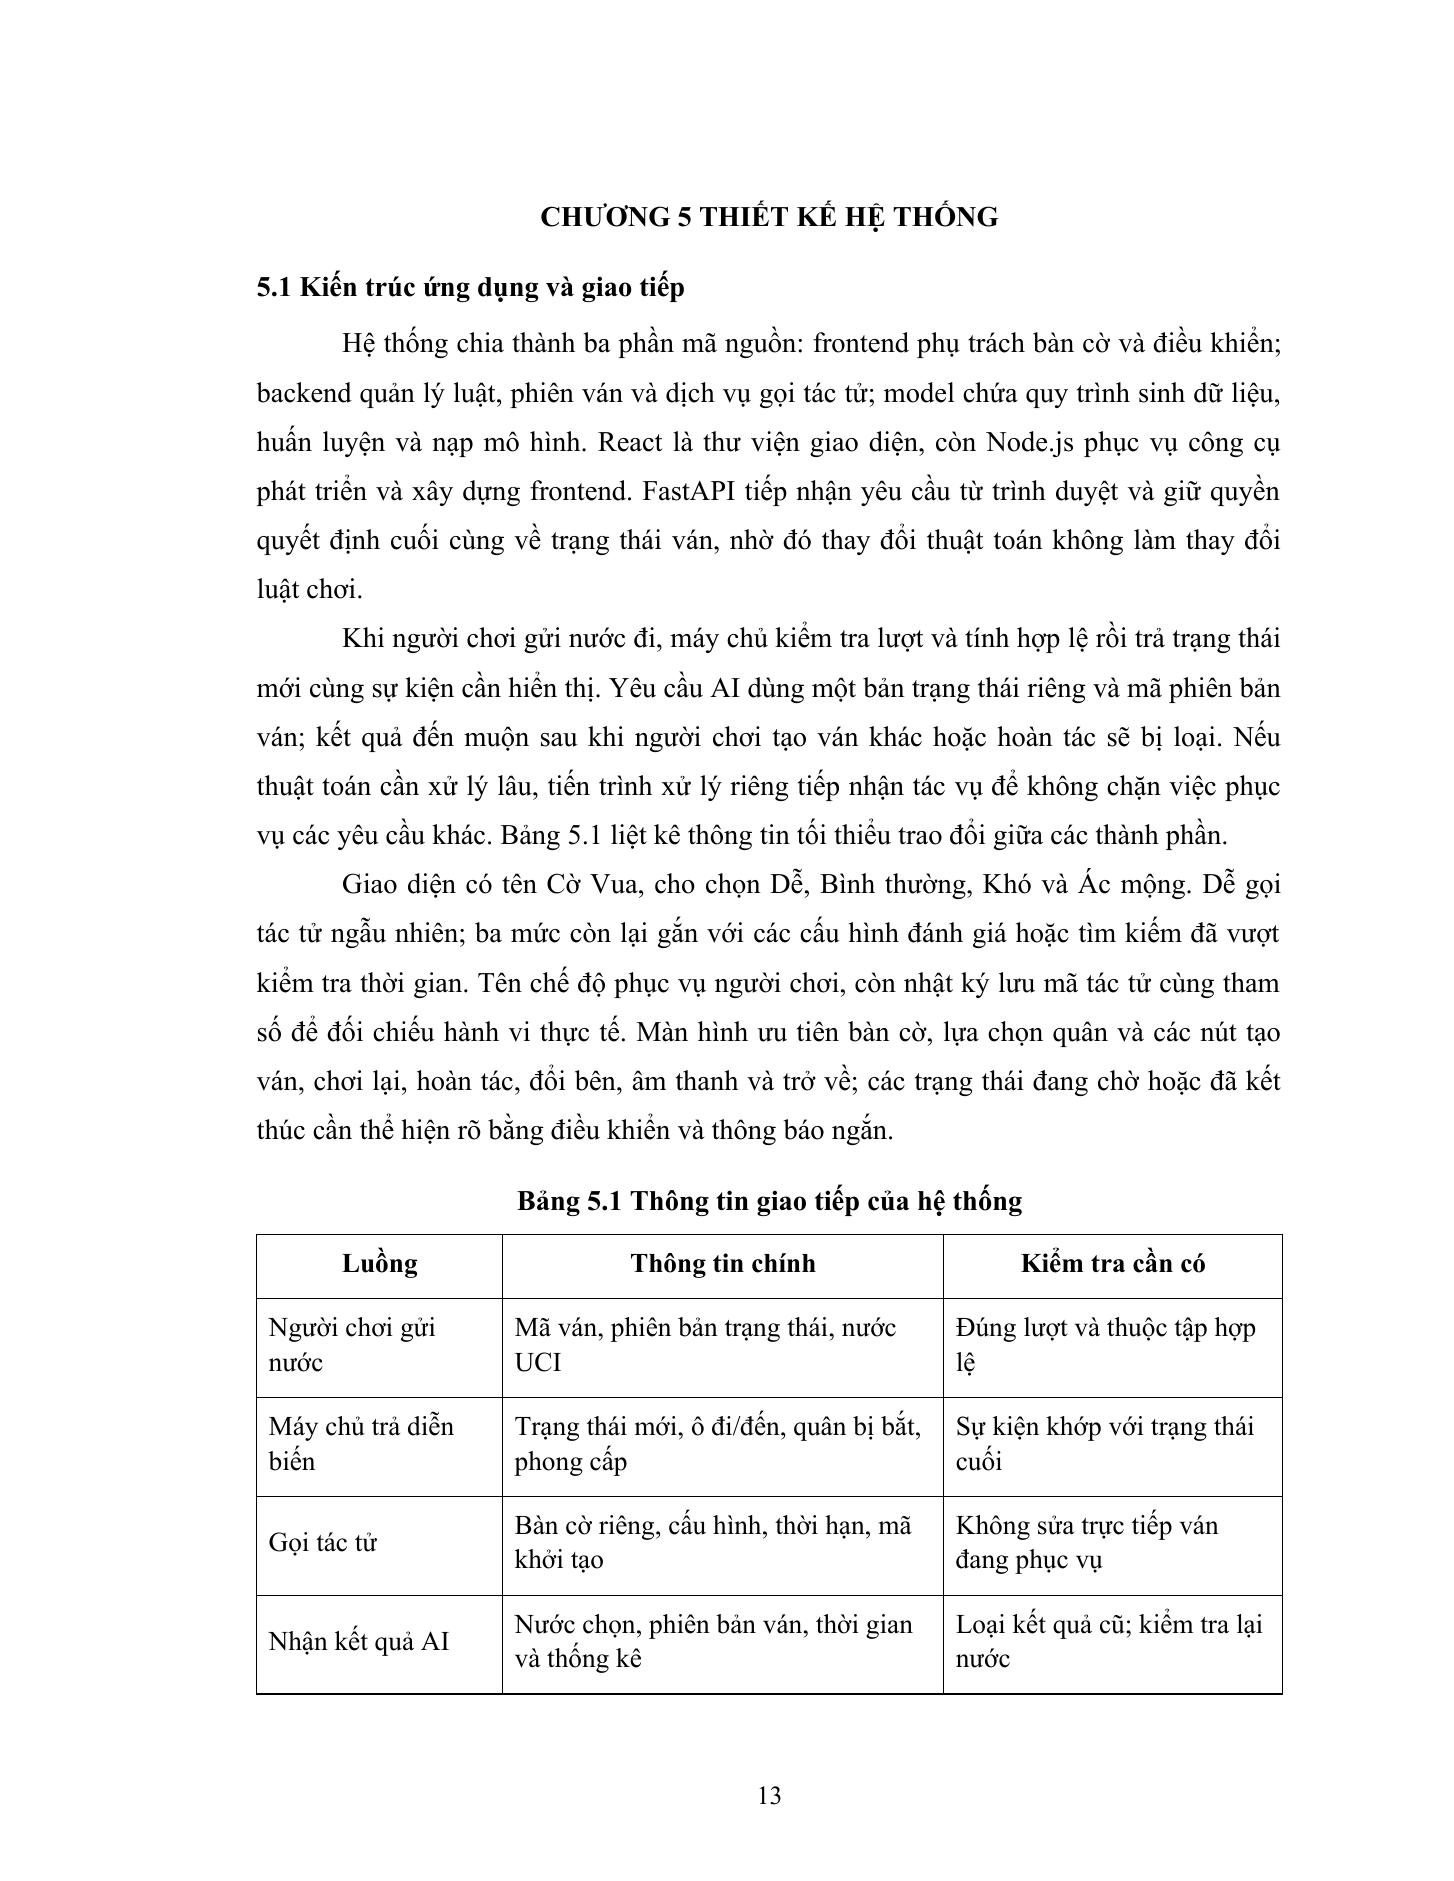 CHƯƠNG 5 THIẾT KẾ HỆ THỐNG
5.1 Kiến trúc ứng dụng và giao tiếp
Hệ thống chia thành ba phần mã nguồn: frontend phụ trách bàn cờ và điều khiển;
backend quản lý luật, phiên ván và dịch vụ gọi tác tử; model chứa quy trình sinh dữ liệu,
huấn luyện và nạp mô hình. React là thư viện giao diện, còn Node.js phục vụ công cụ
phát triển và xây dựng frontend. FastAPI tiếp nhận yêu cầu từ trình duyệt và giữ quyền
quyết định cuối cùng về trạng thái ván, nhờ đó thay đổi thuật toán không làm thay đổi
luật chơi.
Khi người chơi gửi nước đi, máy chủ kiểm tra lượt và tính hợp lệ rồi trả trạng thái
mới cùng sự kiện cần hiển thị. Yêu cầu AI dùng một bản trạng thái riêng và mã phiên bản
ván; kết quả đến muộn sau khi người chơi tạo ván khác hoặc hoàn tác sẽ bị loại. Nếu
thuật toán cần xử lý lâu, tiến trình xử lý riêng tiếp nhận tác vụ để không chặn việc phục
vụ các yêu cầu khác. Bảng 5.1 liệt kê thông tin tối thiểu trao đổi giữa các thành phần.
Giao diện có tên Cờ Vua, cho chọn Dễ, Bình thường, Khó và Ác mộng. Dễ gọi
tác tử ngẫu nhiên; ba mức còn lại gắn với các cấu hình đánh giá hoặc tìm kiếm đã vượt
kiểm tra thời gian. Tên chế độ phục vụ người chơi, còn nhật ký lưu mã tác tử cùng tham
số để đối chiếu hành vi thực tế. Màn hình ưu tiên bàn cờ, lựa chọn quân và các nút tạo
ván, chơi lại, hoàn tác, đổi bên, âm thanh và trở về; các trạng thái đang chờ hoặc đã kết
thúc cần thể hiện rõ bằng điều khiển và thông báo ngắn.
Bảng 5.1 Thông tin giao tiếp của hệ thống
Luồng
Thông tin chính
Kiểm tra cần có
Người chơi gửi
nước
Mã ván, phiên bản trạng thái, nước
UCI
Đúng lượt và thuộc tập hợp
lệ
Máy chủ trả diễn
biến
Trạng thái mới, ô đi/đến, quân bị bắt,
phong cấp
Sự kiện khớp với trạng thái
cuối
Gọi tác tử
Bàn cờ riêng, cấu hình, thời hạn, mã
khởi tạo
Không sửa trực tiếp ván
đang phục vụ
Nhận kết quả AI
Nước chọn, phiên bản ván, thời gian
và thống kê
Loại kết quả cũ; kiểm tra lại
nước
13